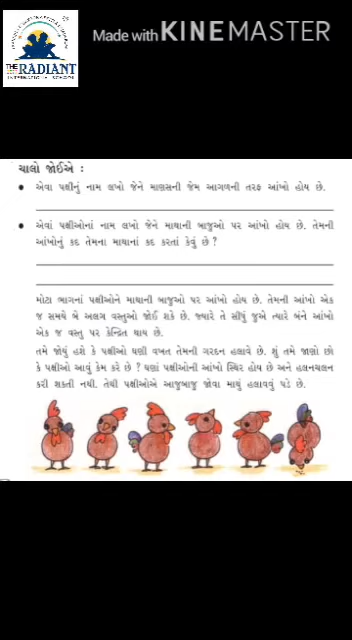 Made with KINEMASTER
THE RADIANT
INTERNATIONAL SCHOOL
ચાલો જોઈએ :
● એવા પક્ષીનું નામ લખો જેને માણસની જેમ આગળની તરફ આંખો હોય છે.
● એવાં પક્ષીઓનાં નામ લખો જેને માથાની બાજુઓ પર આંખો હોય છે. તેમની
આંખોનું કદ તેમના માથાનાં કદ કરતાં કેવું છે ?
મોટા ભાગનાં પક્ષીઓને માથાની બાજુઓ પર આંખો હોય છે. તેમની આંખો એક
જ સમયે બે અલગ વસ્તુઓ જોઈ શકે છે. જ્યારે તે સીધું જુએ ત્યારે બંને આંખો
એક જ વસ્તુ પર કેન્દ્રિત થાય છે.
તમે જોયું હશે કે પક્ષીઓ ઘણી વખત તેમની ગરદન હલાવે છે. શું તમે જાણો છો
કે પક્ષીઓ આવું કેમ કરે છે ? ઘણાં પક્ષીઓની આંખો સ્થિર હોય છે અને હલનચલન
કરી શકતી નથી. તેથી પક્ષીઓએ આજુબાજુ જોવા માથું હલાવવું પડે છે.